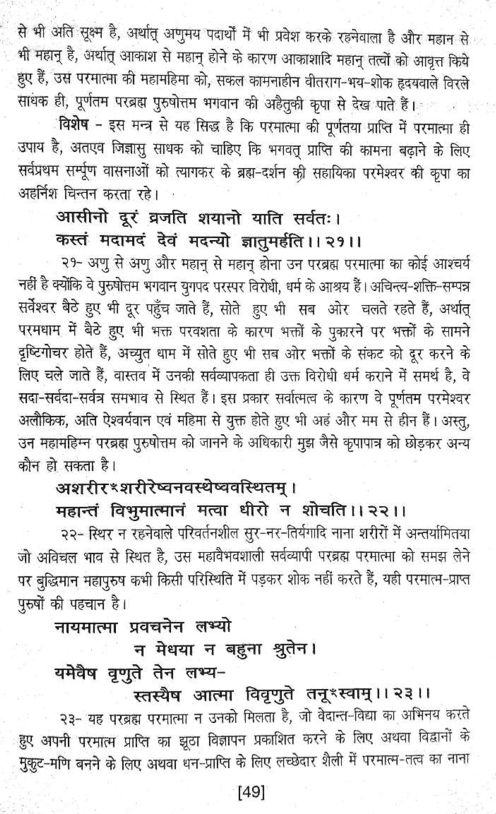 से भी अति सूक्ष्म है, अर्थात् अणुमय पदार्थों में भी प्रवेश करके रहनेवाला है और महान से
भी महान् है, अर्थात् आकाश से महान् होने के कारण आकाशादि महान् तत्वों को आवृत्त किये
हुए हैं, उस परमात्मा की महामहिमा को, सकल कामनाहीन वीतराग-भय-शोक हृदयवाले विरले
साधक ही, पूर्णतम परब्रह्म पुरुषोत्तम भगवान की अहैतुकी कृपा से देख पाते हैं।
विशेष - इस मन्त्र से यह सिद्ध है कि परमात्मा की पूर्णतया प्राप्ति में परमात्मा ही
उपाय है, अतएव जिज्ञासु साधक को चाहिए कि भगवत् प्राप्ति की कामना बढ़ाने के लिए
सर्वप्रथम सर्म्पूण वासनाओं को त्यागकर के ब्रह्म-दर्शन की सहायिका परमेश्वर की कृपा का
अहर्निश चिन्तन करता रहे।
आसीनो दूरं व्रजति शयानो याति सर्वतः।
कस्तं मदामदं देवं मदन्यो ज्ञातुमर्हति।।२१।।
२१- अणु से अणु और महान् से महान् होना उन परब्रह्म परमात्मा का कोई आश्चर्य
नहीं है क्योंकि वे पुरुषोत्तम भगवान युगपद परस्पर विरोधी, धर्म के आश्रय हैं। अचिन्त्य-शक्ति-सम्पन्न
सर्वेश्वर बैठे हुए भी दूर पहुँच जाते हैं, सोते हुए भी सब ओर चलते रहते हैं, अर्थात्
परमधाम में बैठे हुए भी भक्त परवशता के कारण भक्तों के पुकारने पर भक्तों के सामने
दृष्टिगोचर होते हैं, अच्युत धाम में सोते हुए भी सब ओर भक्तों के संकट को दूर करने के
लिए चले जाते हैं, वास्तव में उनकी सर्वव्यापकता ही उक्त विरोधी धर्म कराने में समर्थ है, वे
सदा-सर्वदा-सर्वत्र समभाव से स्थित हैं। इस प्रकार सर्वात्मत्व के कारण वे पूर्णतम परमेश्वर
अलौकिक, अति ऐश्वर्यवान एवं महिमा से युक्त होते हुए भी अहं और मम से हीन हैं। अस्तु,
उन महामहिम्न परब्रह्म पुरुषोत्तम को जानने के अधिकारी मुझ जैसे कृपापात्र को छोड़कर अन्य
कौन हो सकता है।
अशरीरꣳशरीरेष्वनवस्थेष्ववस्थितम्।
महान्तं विभुमात्मानं मत्वा धीरो न शोचति।।२२।।
२२- स्थिर न रहनेवाले परिवर्तनशील सुर-नर-तिर्यगादि नाना शरीरों में अन्तर्यामितया
जो अविचल भाव से स्थित है, उस महावैभवशाली सर्वव्यापी परब्रह्म परमात्मा को समझ लेने
पर बुद्धिमान महापुरुष कभी किसी परिस्थिति में पड़कर शोक नहीं करते हैं, यही परमात्म-प्राप्त
पुरुषों की पहचान है।
नायमात्मा प्रवचनेन लभ्यो
न मेधया न बहुना श्रुतेन।
यमेवैष वृणुते तेन लभ्य-
स्तस्यैष आत्मा विवृणुते तनूꣳस्वाम्।।२३।।
२३- यह परब्रह्म परमात्मा न उनको मिलता है, जो वेदान्त-विद्या का अभिनय करते
हुए अपनी परमात्म प्राप्ति का झूठा विज्ञापन प्रकाशित करने के लिए अथवा विद्वानों के
मुकुट-मणि बनने के लिए अथवा धन-प्राप्ति के लिए लच्छेदार शैली में परमात्म-तत्व का नाना
[49]